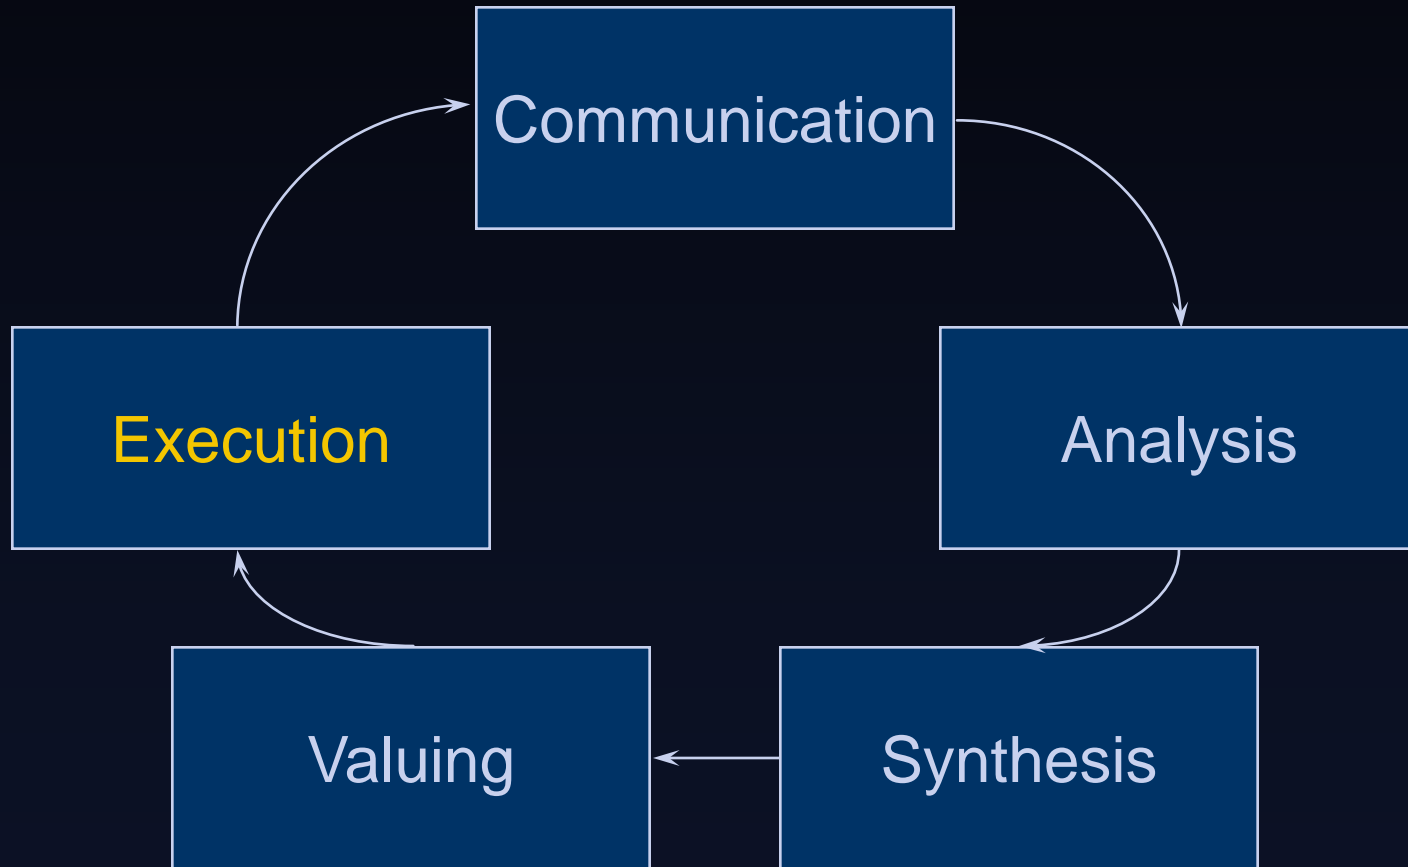 Communication
Execution
Analysis
Valuing
Synthesis